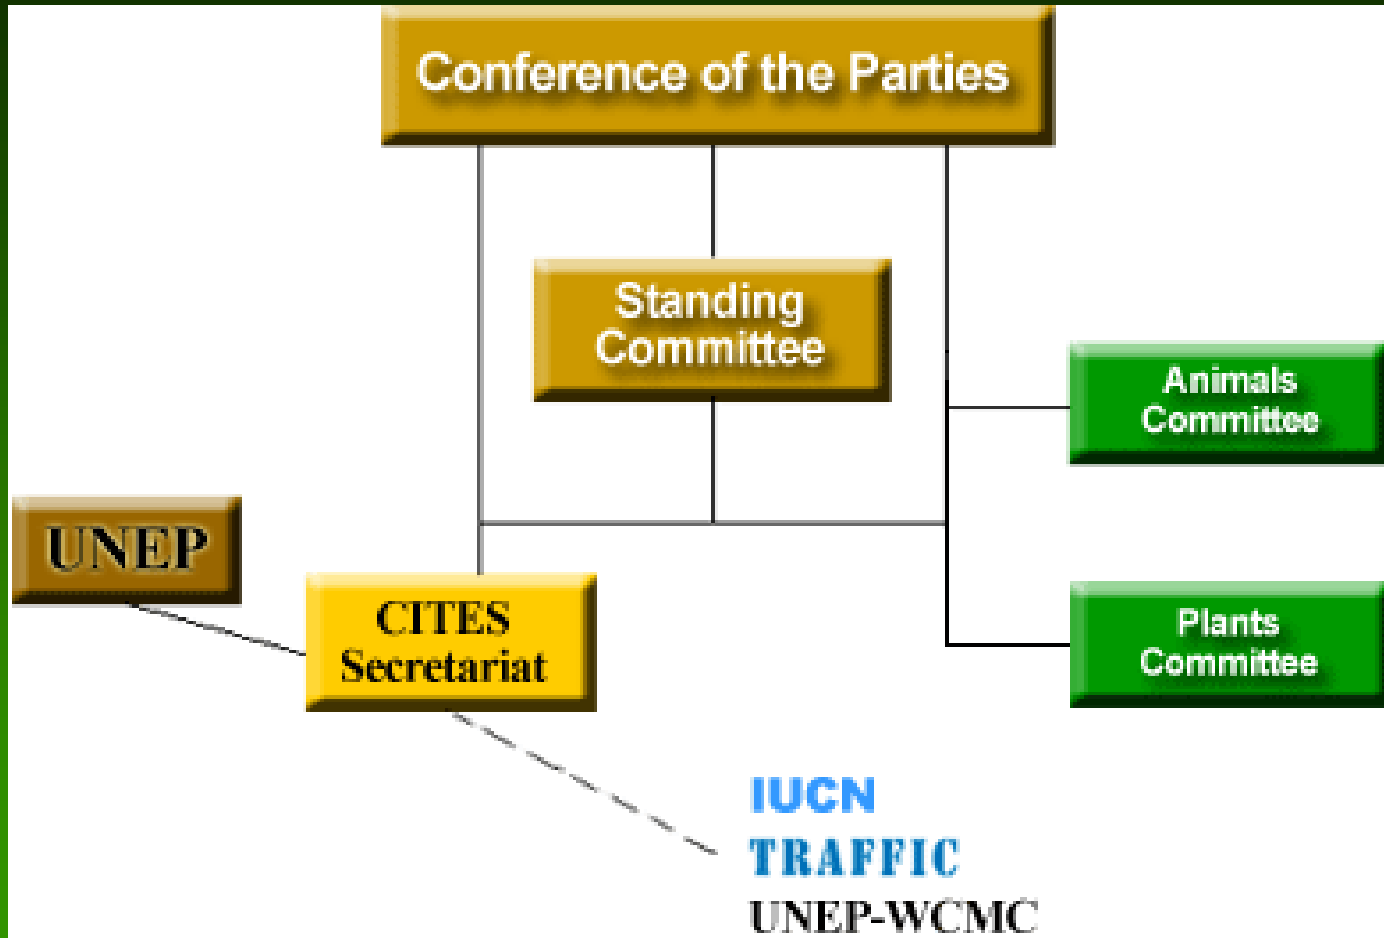 Conference of the Parties
Standing
Committee
Animals
Committee
UNEP
CITES
Secretariat
Plants
Committee
IUCN
TRAFFIC
UNEP-WCMC